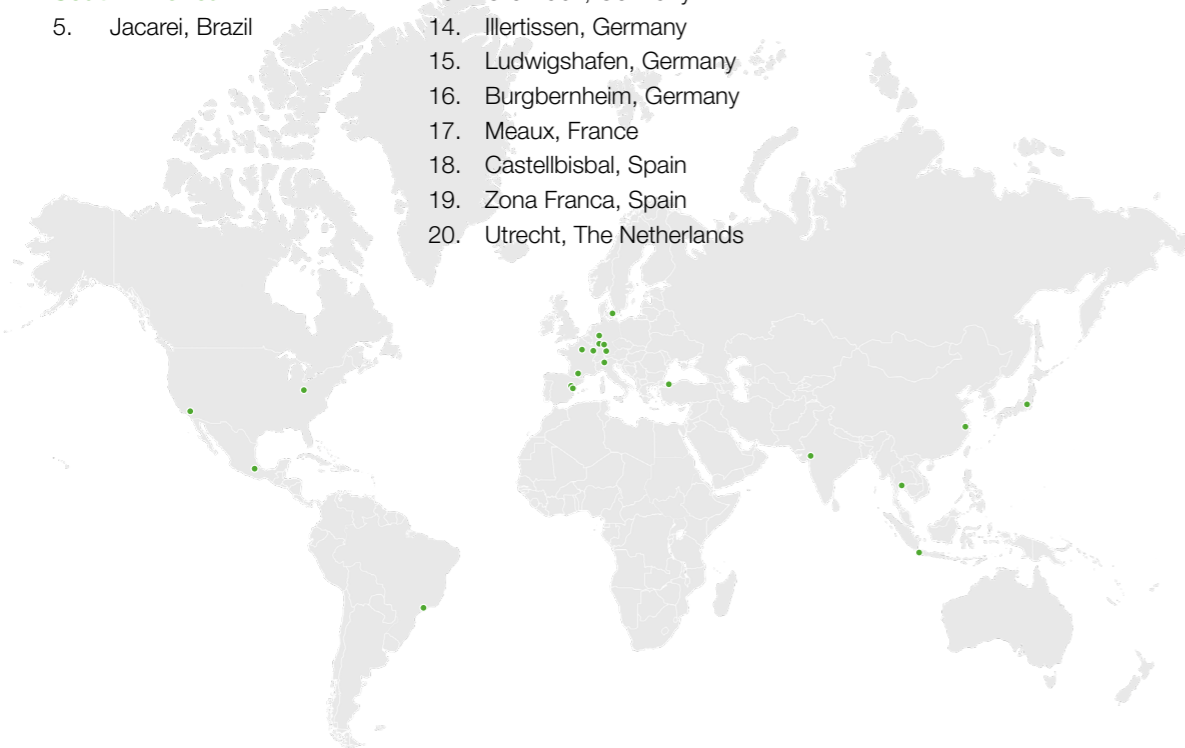 5. Jacarei, Brazil
14. Illertissen, Germany
15. Ludwigshafen, Germany
16. Burgbernheim, Germany
17. Meaux, France
18. Castellbisbal, Spain
19. Zona Franca, Spain
20. Utrecht, The Netherlands